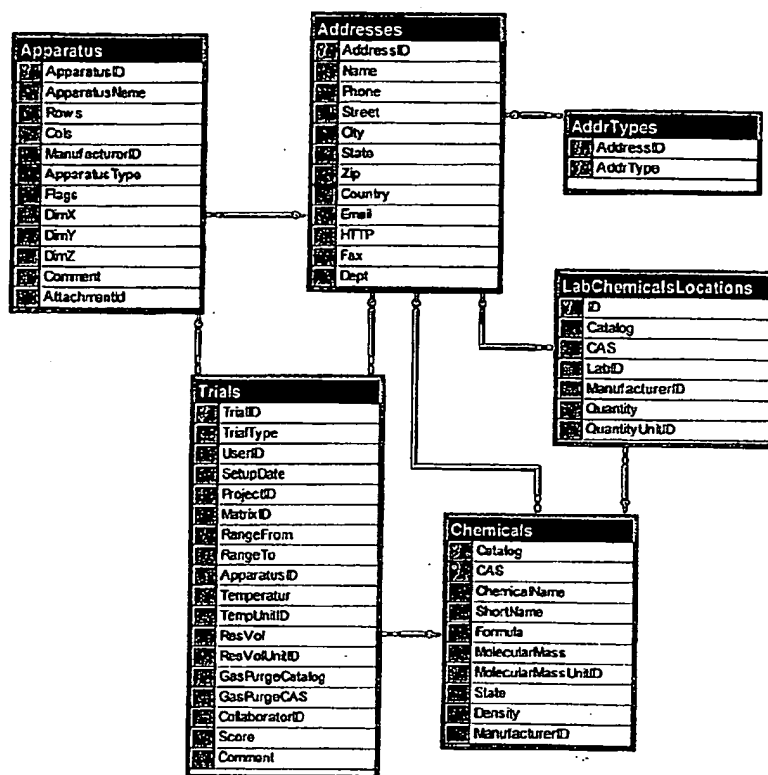 Apparatus
ApparatusID
ApparatusName
Rows
Cols
ManufacturorID
ApparatusType
Flags
DimX
DimY
DimZ
Comment
AttachmentId
Addresses
AddressID
Name
Phone
Street
City
State
Zip
Country
Email
HTTP
Fax
Dept
AddrTypes
AddressID
AddrType
LabChemicalsLocations
ID
Catalog
CAS
LabID
ManufacturerID
Quantity
QuantityUnitID
Trials
TrialID
TrialType
UserID
SetupDate
ProjectID
MatrixID
RangeFrom
RangeTo
ApparatusID
Temperatur
TempUnitID
ResVol
ResVolUnitID
GasPurgeCatalog
GasPurgeCAS
CollaboratorID
Score
Comment
Chemicals
Catalog
CAS
ChemicalName
ShortName
Formula
MolecularMass
MolecularMassUnitID
State
Density
ManufacturerID